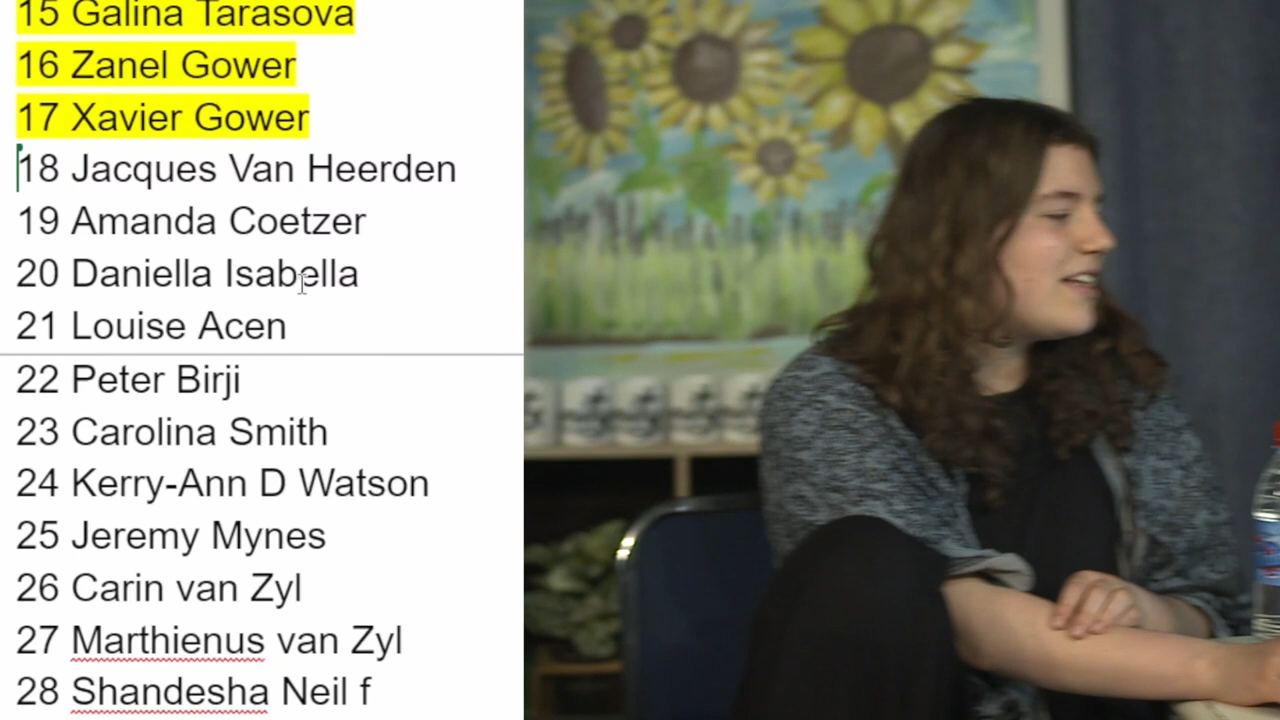 15 Galina Tarasova
16 Zanel Gower
17 Xavier Gower
18 Jacques Van Heerden
19 Amanda Coetzer
20 Daniella Isabella
21 Louise Acen
22 Peter Birji
23 Carolina Smith
24 Kerry-Ann D Watson
25 Jeremy Mynes
26 Carin van Zyl
27 Marthienus van Zyl
28 Shandesha Neil f